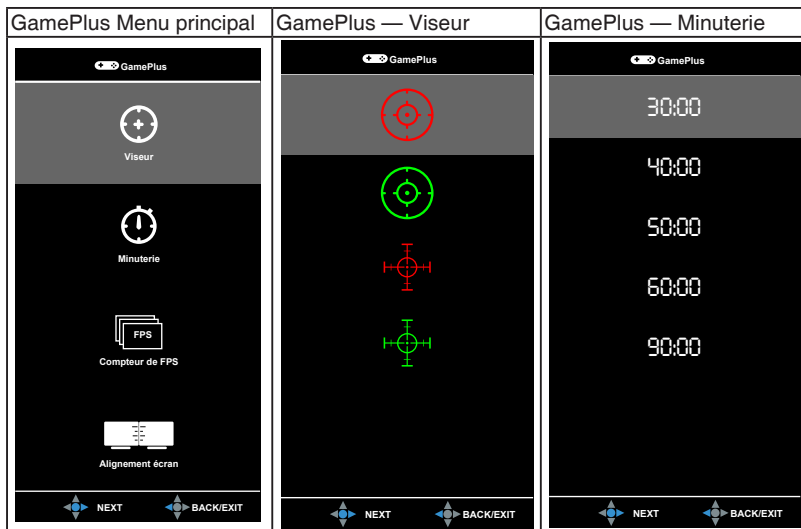 GamePlus Menu principal
GamePlus — Viseur
GamePlus — Minuterie
GamePlus
Viseur
Minuterie
FPS
Compteur de FPS
Alignement écran
NEXT BACK/EXIT
GamePlus
NEXT BACK/EXIT
GamePlus
30:00
40:00
50:00
60:00
90:00
NEXT BACK/EXIT